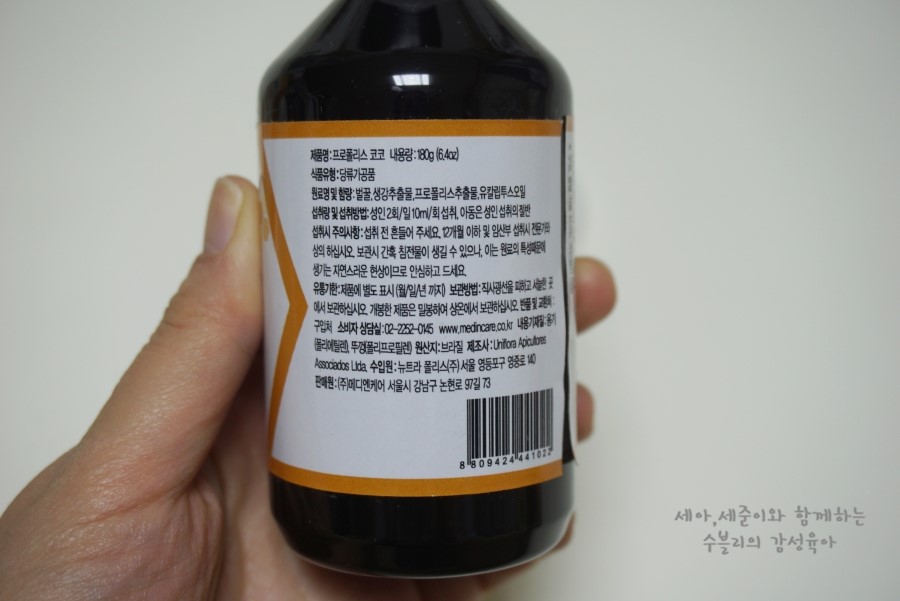 제품명:프로폴리스 코코 내용량:180g (6.4oz)
식품유형:당류가공품
원료명 및 함량: 벌꿀,생강추출물,프로폴리스추출물,유칼립투스오일
섭취량 및 섭취방법:성인 2회/일 10ml/회 섭취, 아동은 성인 섭취의 절반
섭취시 주의사항: 섭취 전 흔들어 주세요. 12개월 이하 및 임산부 섭취시 전문가와
상의 하십시오. 보관시 간혹 침전물이 생길 수 있으나, 이는 원료의 특성때문에
생기는 자연스러운 현상이므로 안심하고 드세요.
유통기한:제품에 별도 표시 (월/일/년 까지) 보관방법:직사광선을 피하고 서늘한 곳
에서 보관하십시오. 개봉한 제품은 밀봉하여 상온에서 보관하십시오. 반품 및 교환처:
구입처 소비자 상담실:02-2252-0145 www.medincare.co.kr 내용기재질:용기
(폴리에틸렌), 뚜껑(폴리프로필렌) 원산지:브라질 제조사:Uniflora Apicultores
Associados Ltda. 수입원:뉴트라 폴리스(주) 서울 영등포구 영중로 140
판매원:(주)메디앤케어 서울시 강남구 논현로 97길 73
8 809424 441022
세아,세줄이와 함께하는
수블리의 감성육아